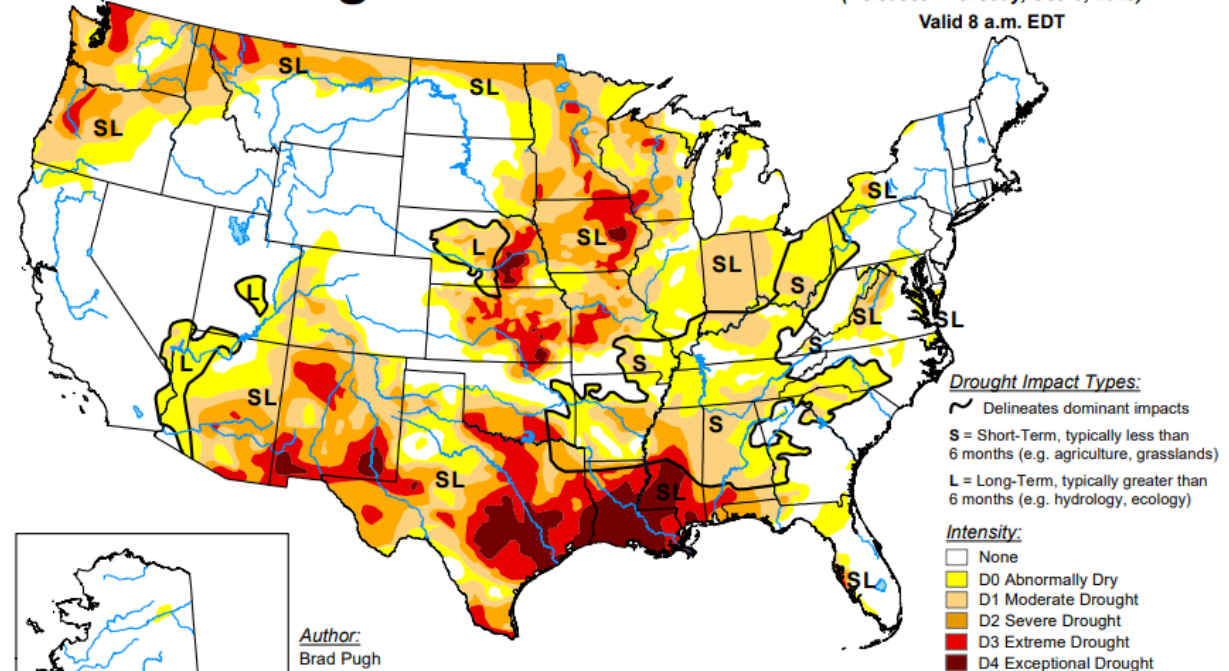 Valid 8 a.m. EDT
SL
SL
SL
SL
L
SL
SL
S
SL
SL
SL
L
L
S
S
SL
S
SL
SL
SL
Drought Impact Types:
Delineates dominant impacts
S = Short-Term, typically less than
6 months (e.g. agriculture, grasslands)
L = Long-Term, typically greater than
6 months (e.g. hydrology, ecology)
Intensity:
None
D0 Abnormally Dry
D1 Moderate Drought
D2 Severe Drought
D3 Extreme Drought
D4 Exceptional Drought
Author:
Brad Pugh